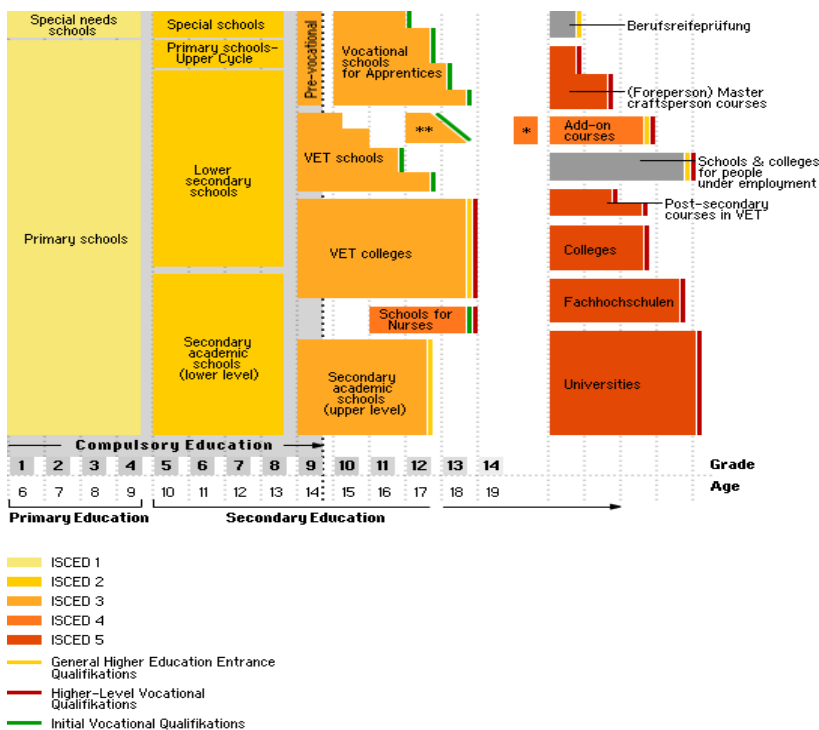 Special needs
schools
Primary schools
Special schools
Primary schools-
Upper Cycle
Lower
secondary
schools
Secondary
academic
schools
(lower level)
Pre-vocational
Vocational
schools
for Apprentices
VET schools
**
VET colleges
Schools for
Nurses
Secondary
academic
schools
(upper level)
*
Berufsreifeprüfung
(Foreperson) Master
craftsperson courses
Add-on
courses
Schools & colleges
for people
under employment
Post-secondary
courses in VET
Colleges
Fachhochschulen
Universities
Compulsory Education
1 2 3 4 5 6 7 8 9 10 11 12 13 14 Grade
6 7 8 9 10 11 12 13 14 15 16 17 18 19 Age
Primary Education
Secondary Education
ISCED 1
ISCED 2
ISCED 3
ISCED 4
ISCED 5
General Higher Education Entrance
Qualifikations
Higher-Level Vocational
Qualifikations
Initial Vocational Qualifikations